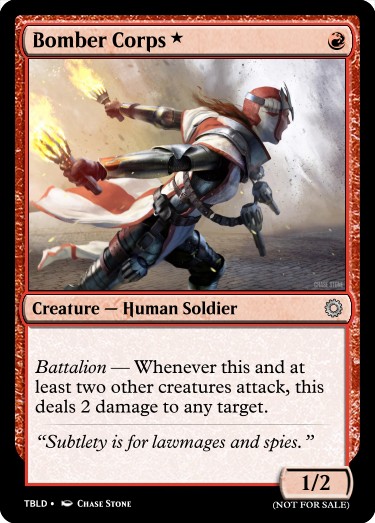 Bomber Corps ★
Creature — Human Soldier
Battalion — Whenever this and at
least two other creatures attack, this
deals 2 damage to any target.
“Subtlety is for lawmages and spies.”
1/2
TBLD • Chase Stone
(NOT FOR SALE)